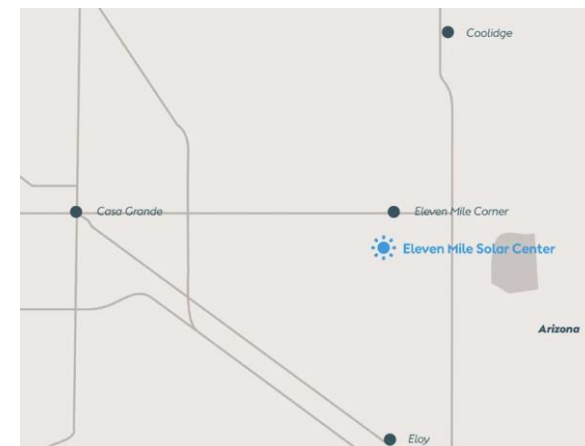 Coolidge
Casa Grande
Eleven Mile Corner
Eleven Mile Solar Center
Arizona
Eloy